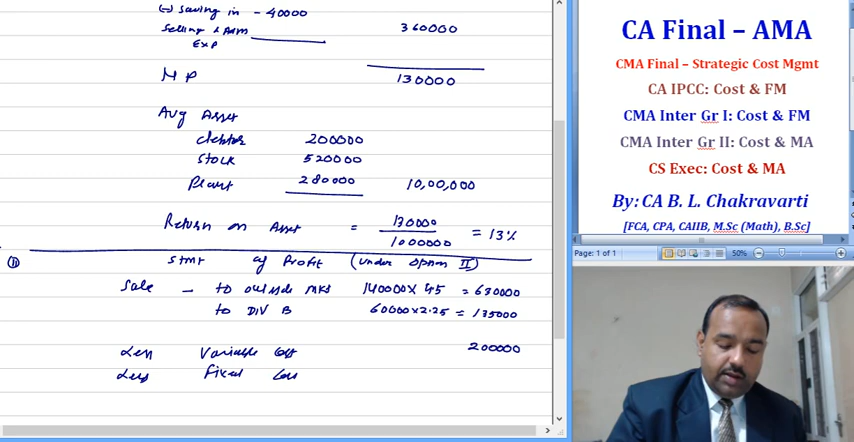 (-) Saving in - 40000
Selling & Adm 360000
Exp
NP 130000
Avg Asset
debtor 200000
Stock 520000
Plant 280000 10,00,000
Return on Asset = 130000 / 1000000 = 13%
(ii) Stmt of Profit (under option II)
Sale - to outside mkt 140000 x 4.5 = 630000
to DIV B 60000 x 2.25 = 135000
Less Variable Cost 200000
Less Fixed Cost
CA Final – AMA
CMA Final – Strategic Cost Mgmt
CA IPCC: Cost & FM
CMA Inter Gr I: Cost & FM
CMA Inter Gr II: Cost & MA
CS Exec: Cost & MA
By: CA B. L. Chakravarti
[FCA, CPA, CAIIB, M.Sc (Math), B.Sc]
Page: 1 of 1 50%